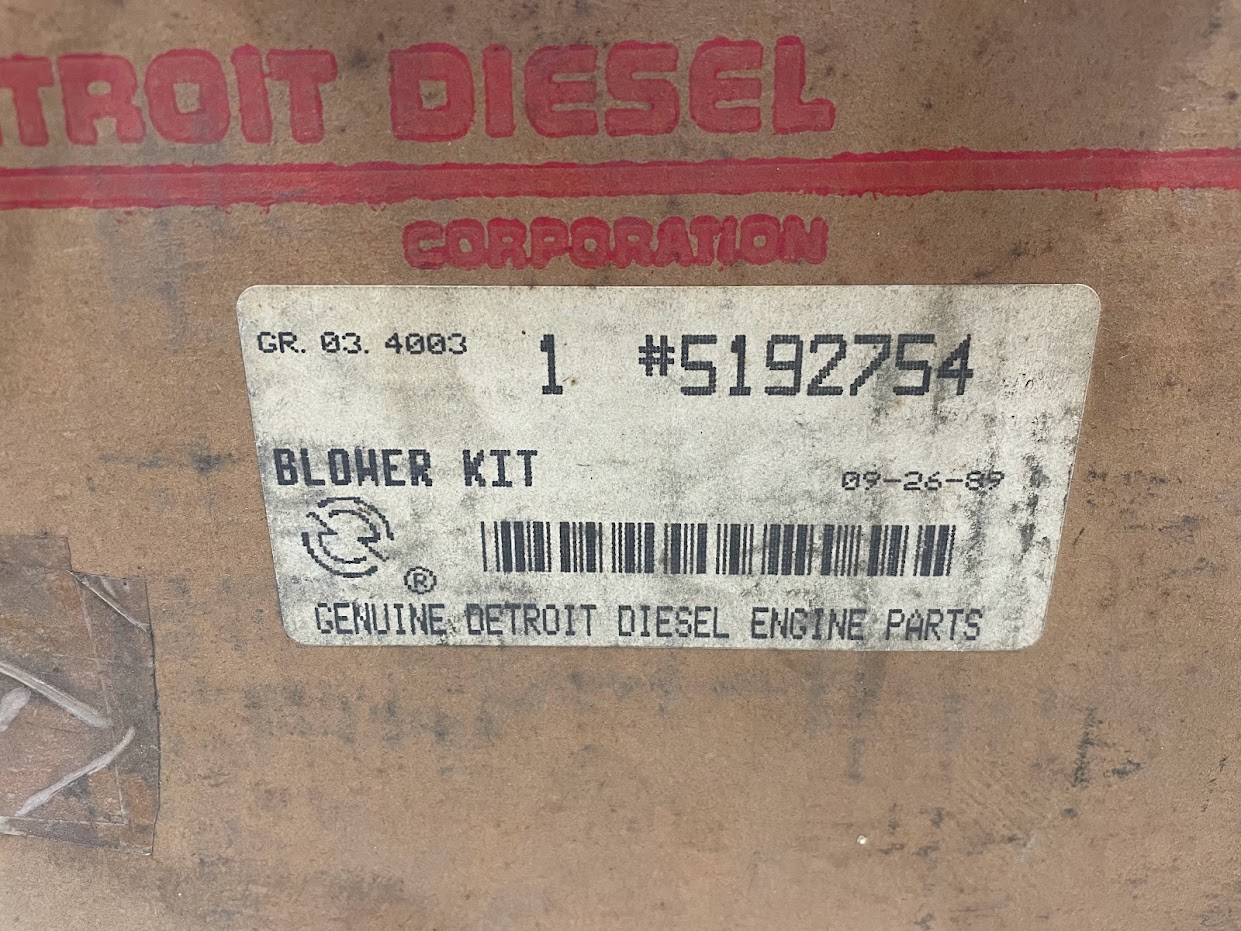 TROIT DIESEL
CORPORATION
GR. 03. 4003 1 #5192754
BLOWER KIT
09-26-89
®
GENUINE DETROIT DIESEL ENGINE PARTS